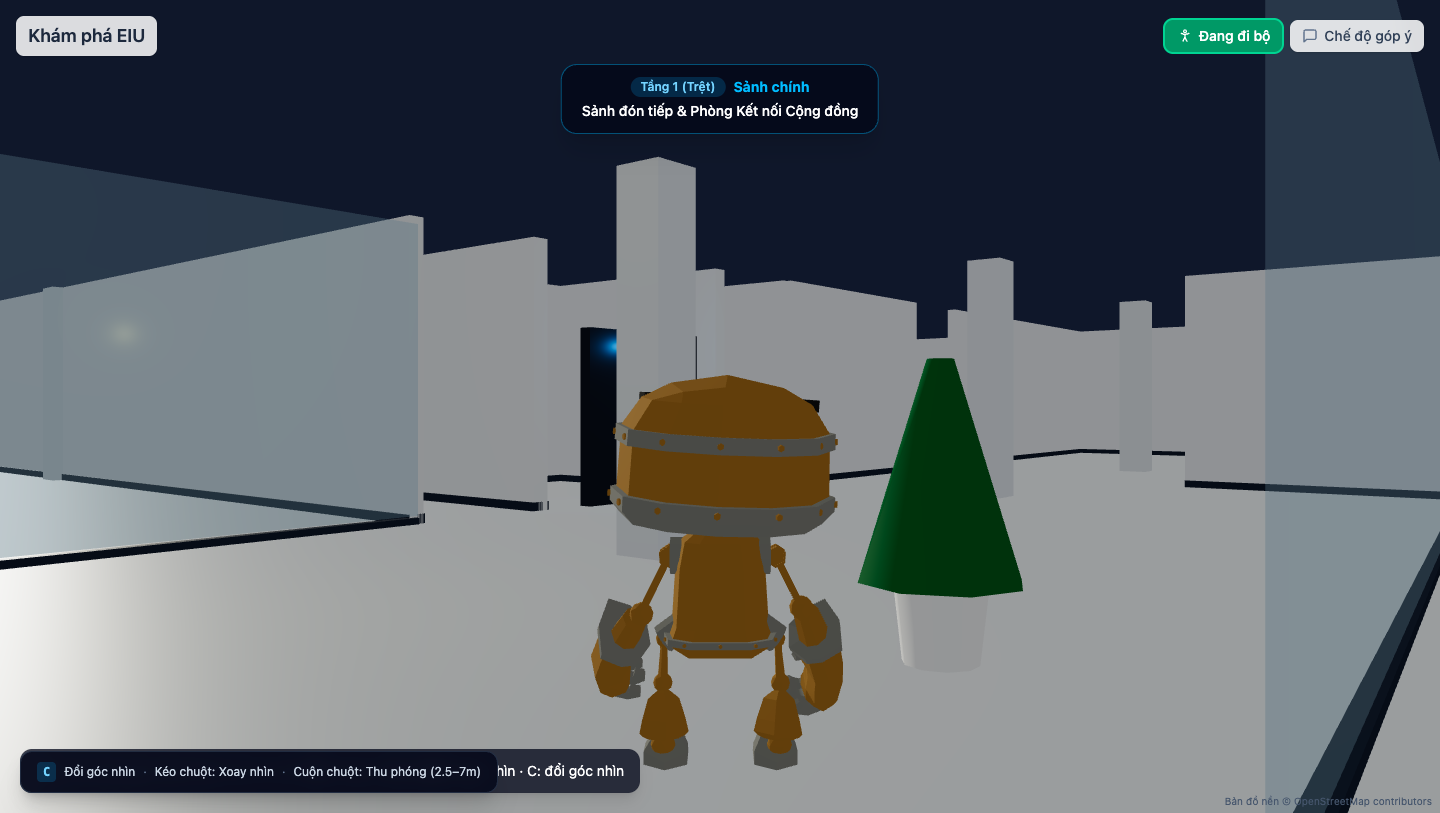 Khám phá EIU
Đang đi bộ
Chế độ góp ý
Tầng 1 (Trệt) Sảnh chính
Sảnh đón tiếp & Phòng Kết nối Cộng đồng
C Đổi góc nhìn · Kéo chuột: Xoay nhìn · Cuộn chuột: Thu phóng (2.5–7m)
· C: đổi góc nhìn
Bản đồ nền © OpenStreetMap contributors